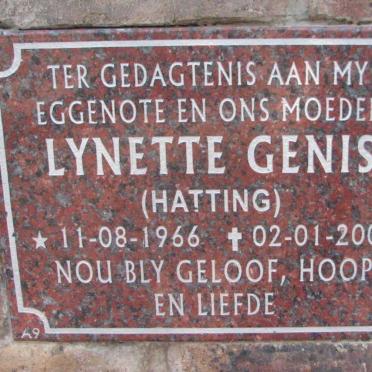 TER GEDAGTENIS AAN MY
EGGENOTE EN ONS MOEDE
LYNETTE GENIS
(HATTING)
★ 11-08-1966 ✝ 02-01-200
NOU BLY GELOOF, HOOP
EN LIEFDE
A9